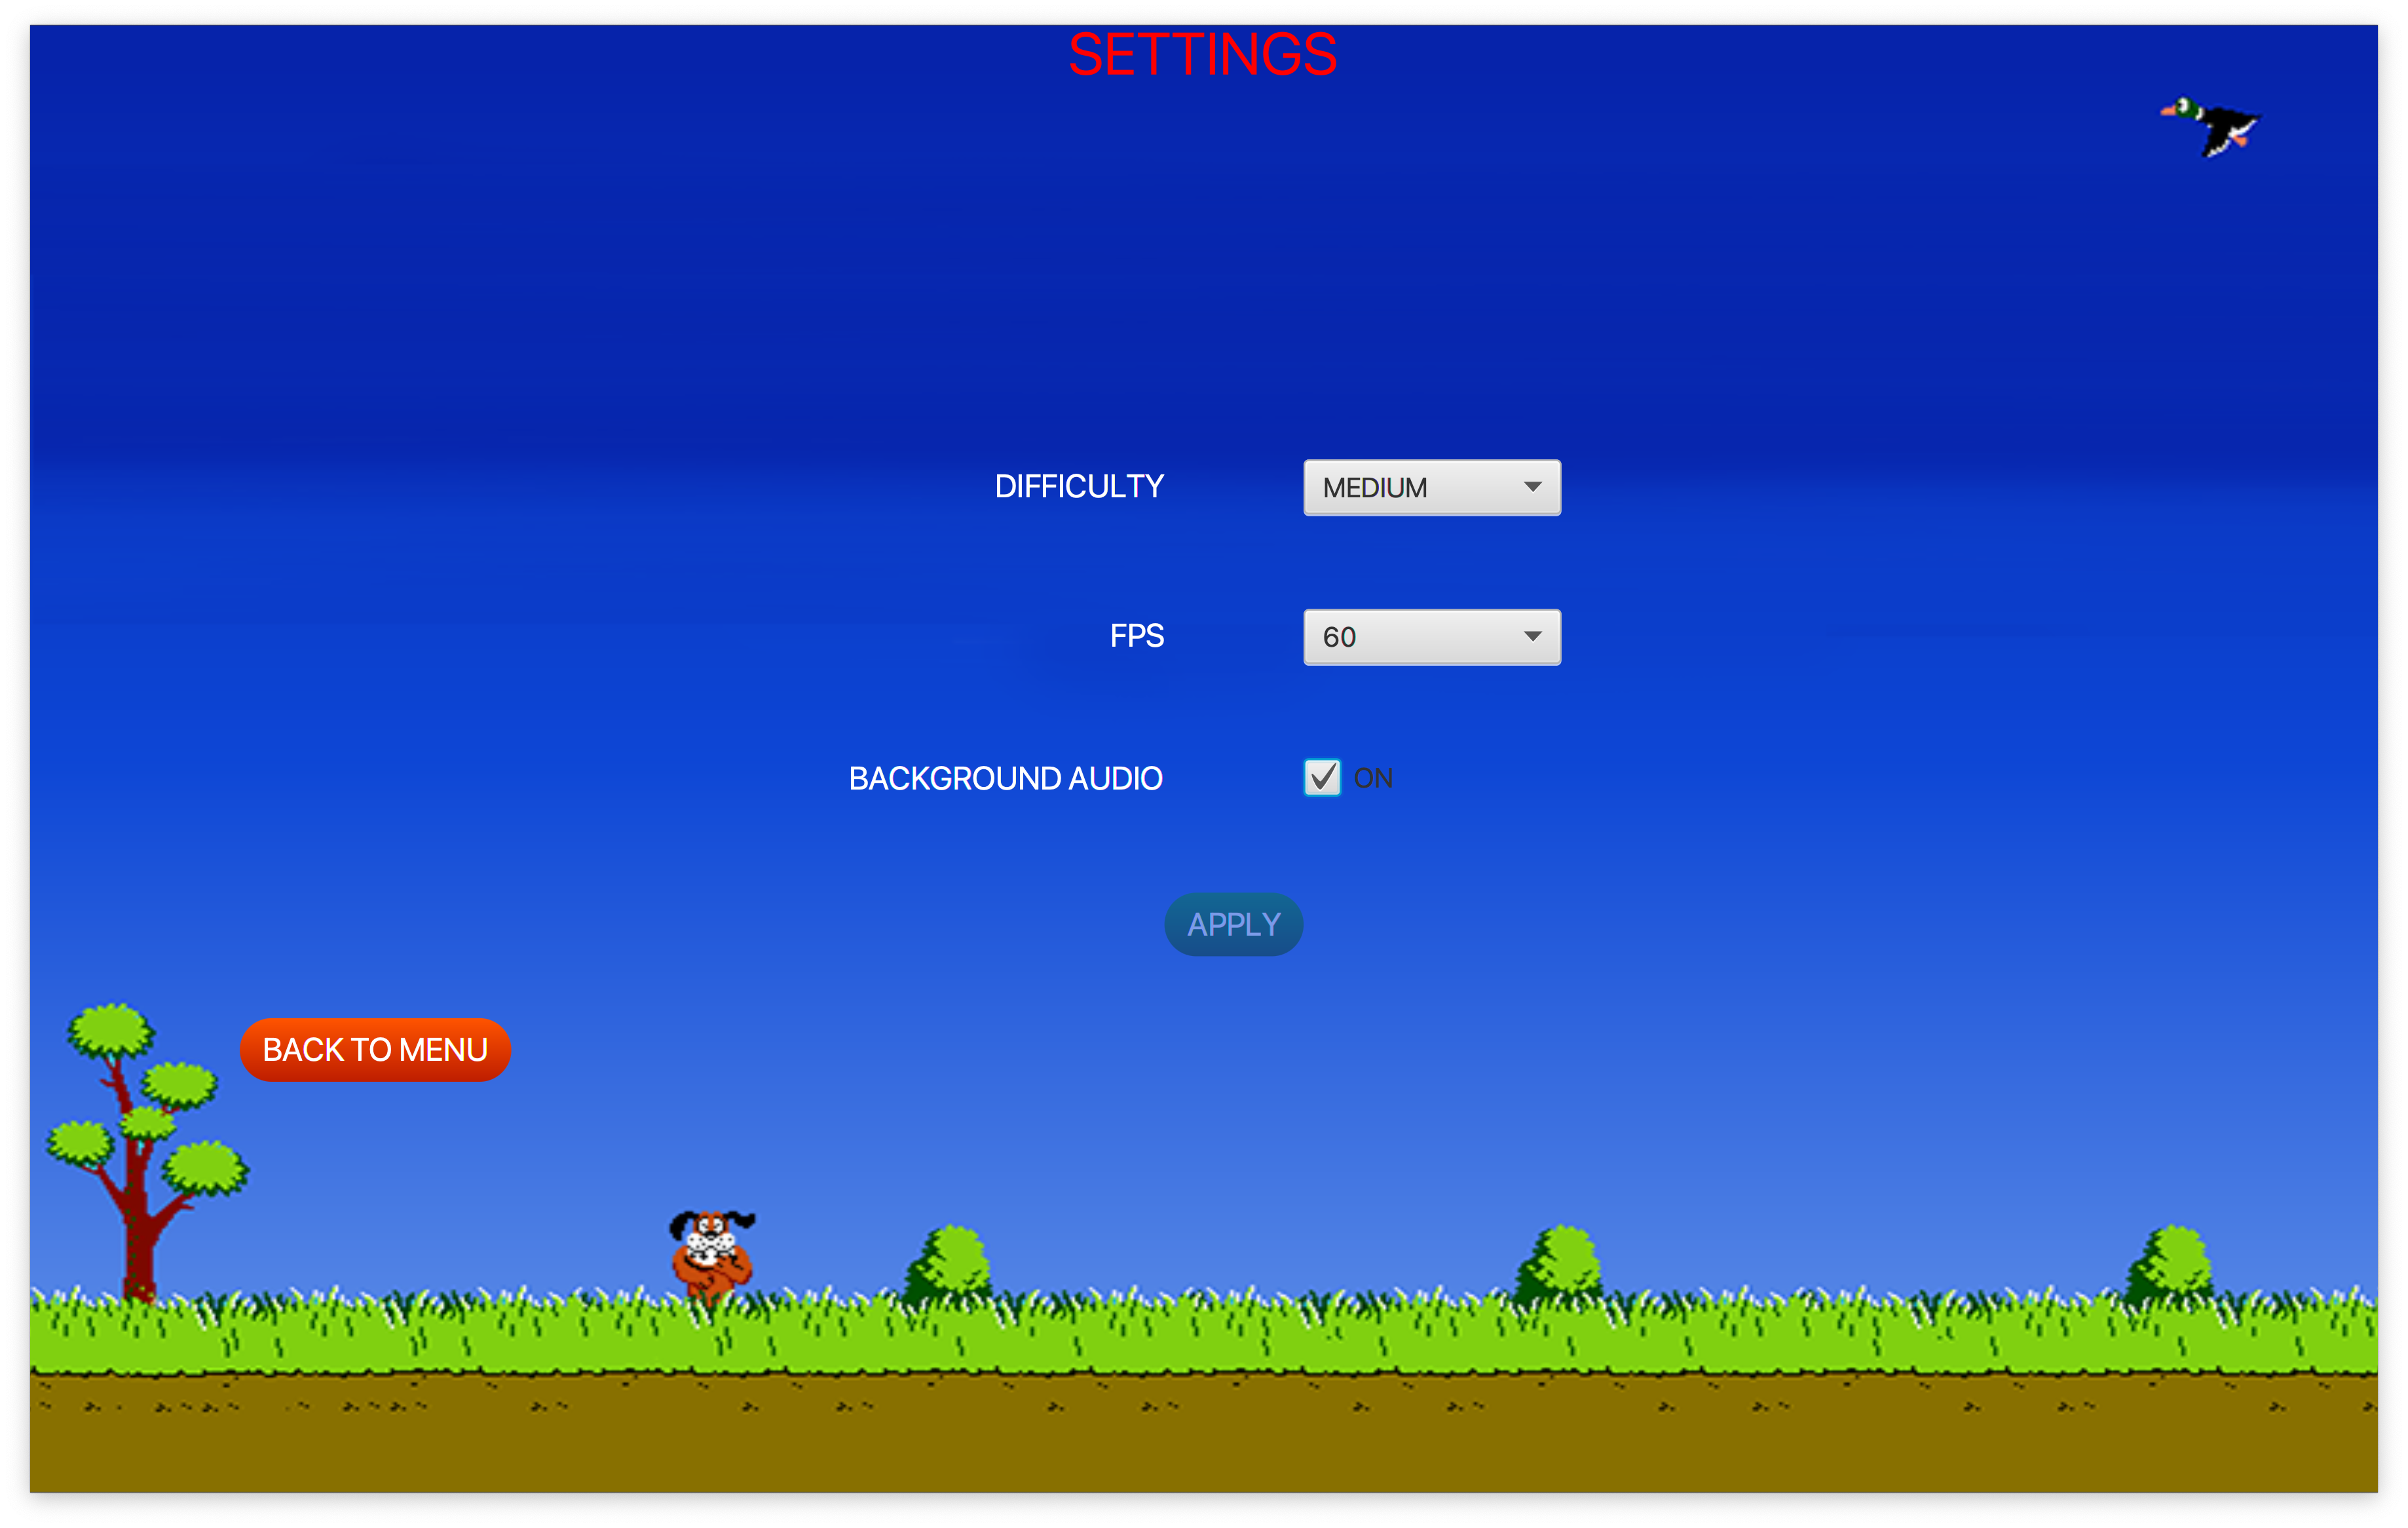 SETTINGS
DIFFICULTY MEDIUM
FPS 60
BACKGROUND AUDIO ON
APPLY
BACK TO MENU